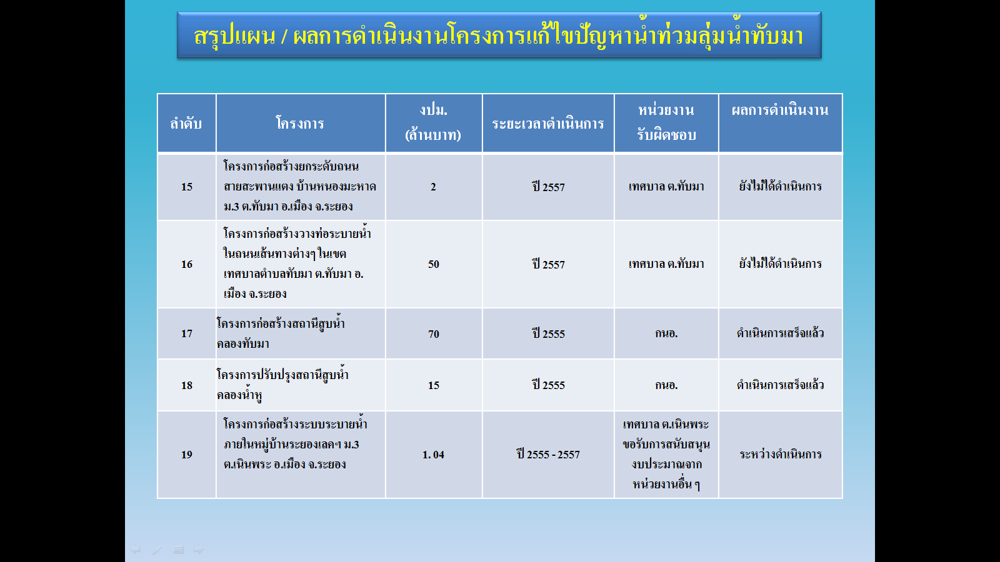 สรุปแผน / ผลการดำเนินงานโครงการแก้ไขปัญหาน้ำท่วมลุ่มน้ำทับมา
ลำดับ
โครงการ
งปม.
(ล้านบาท)
ระยะเวลาดำเนินการ
หน่วยงาน
รับผิดชอบ
ผลการดำเนินงาน
15
โครงการก่อสร้างยกระดับถนน
สายสะพานแตง บ้านหนองมะหาด
ม.3 ต.ทับมา อ.เมือง จ.ระยอง
2
ปี 2557
เทศบาล ต.ทับมา
ยังไม่ได้ดำเนินการ
16
โครงการก่อสร้างวางท่อระบายน้ำ
ในถนนเส้นทางต่างๆ ในเขต
เทศบาลตำบลทับมา ต.ทับมา อ.
เมือง จ.ระยอง
50
ปี 2557
เทศบาล ต.ทับมา
ยังไม่ได้ดำเนินการ
17
โครงการก่อสร้างสถานีสูบน้ำ
คลองทับมา
70
ปี 2555
กนอ.
ดำเนินการเสร็จแล้ว
18
โครงการปรับปรุงสถานีสูบน้ำ
คลองน้ำหู
15
ปี 2555
กนอ.
ดำเนินการเสร็จแล้ว
19
โครงการก่อสร้างระบบระบายน้ำ
ภายในหมู่บ้านระยองเลคฯ ม.3
ต.เนินพระ อ.เมือง จ.ระยอง
1. 04
ปี 2555 - 2557
เทศบาล ต.เนินพระ
ขอรับการสนับสนุน
งบประมาณจาก
หน่วยงานอื่น ๆ
ระหว่างดำเนินการ